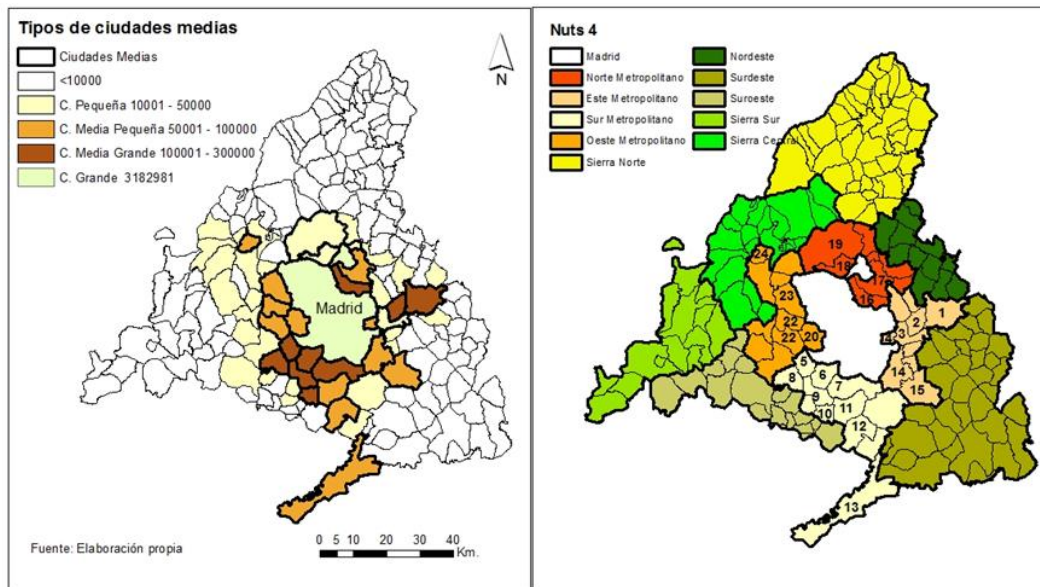 Tipos de ciudades medias
Ciudades Medias
<10000
C. Pequeña 10001 - 50000
C. Media Pequeña 50001 - 100000
C. Media Grande 100001 - 300000
C. Grande 3182981
N
Madrid
Fuente: Elaboración propia
0 5 10 20 30 40
Km.
Nuts 4
Madrid
Norte Metropolitano
Este Metropolitano
Sur Metropolitano
Oeste Metropolitano
Sierra Norte
Nordeste
Surdeste
Suroeste
Sierra Sur
Sierra Central
19
24
18
17
23
16
1
2
22
3
22
20
4
5
14
8
6
7
15
9
10
11
12
13